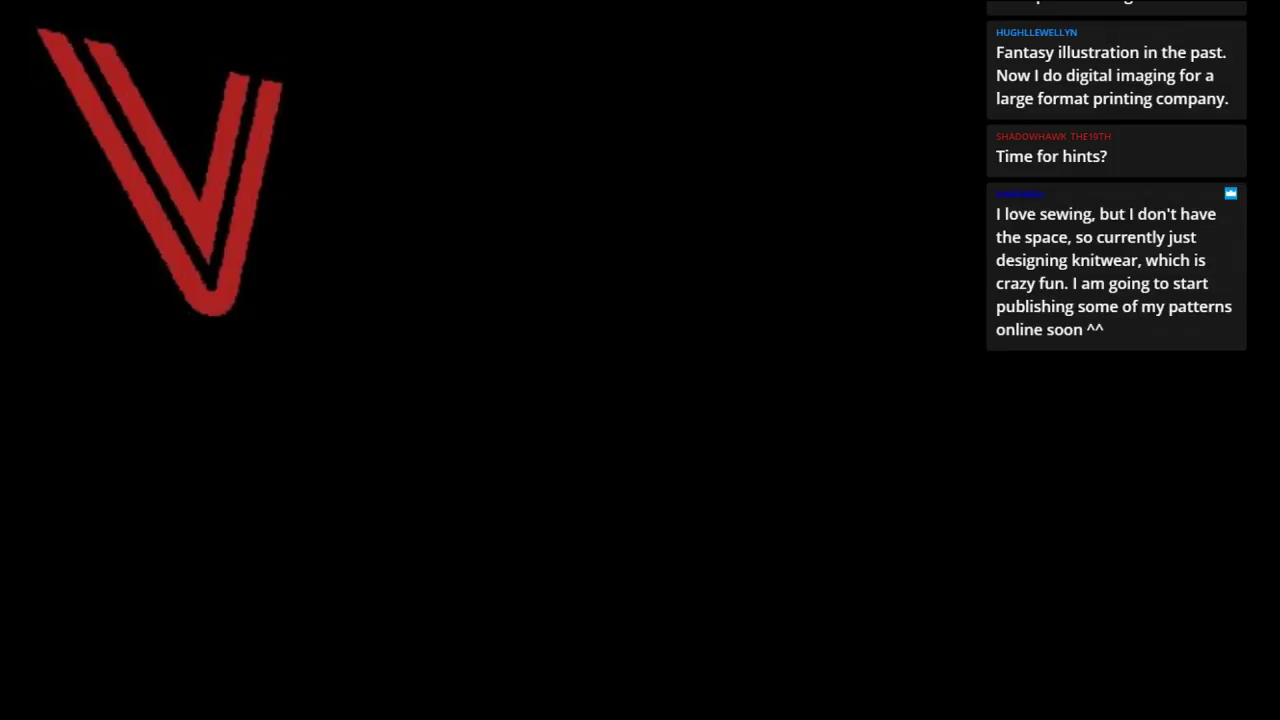 V
HUGHLLEWELLYN
Fantasy illustration in the past.
Now I do digital imaging for a
large format printing company.
SHADOWHAWK THE19TH
Time for hints?
I love sewing, but I don't have
the space, so currently just
designing knitwear, which is
crazy fun. I am going to start
publishing some of my patterns
online soon ^^